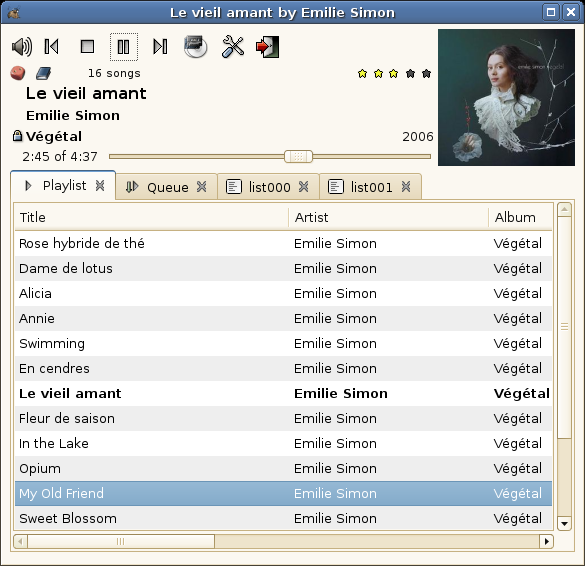 Le vieil amant by Emilie Simon
16 songs
Le vieil amant
Emilie Simon
Végétal
2006
2:45 of 4:37
emilie simon végétal
Playlist Queue list000 list001
Title Artist Album
Rose hybride de thé Emilie Simon Végétal
Dame de lotus Emilie Simon Végétal
Alicia Emilie Simon Végétal
Annie Emilie Simon Végétal
Swimming Emilie Simon Végétal
En cendres Emilie Simon Végétal
Le vieil amant Emilie Simon Végétal
Fleur de saison Emilie Simon Végétal
In the Lake Emilie Simon Végétal
Opium Emilie Simon Végétal
My Old Friend Emilie Simon Végétal
Sweet Blossom Emilie Simon Végétal